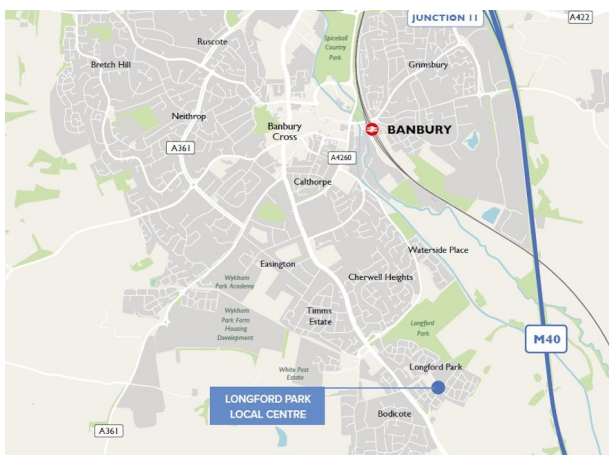 JUNCTION 11
A422
Spiceball
Country
Park
Ruscote
Bretch Hill
Grimsbury
Neithrop
Banbury
Cross
BANBURY
A361
A4260
Calthorpe
Waterside Place
Easington
Cherwell Heights
Wykham
Park Academy
Wykham
Park Farm
Housing
Development
Timms
Estate
Longford
Park
M40
White Post
Estate
Longford Park
LONGFORD PARK
LOCAL CENTRE
Bodicote
A361